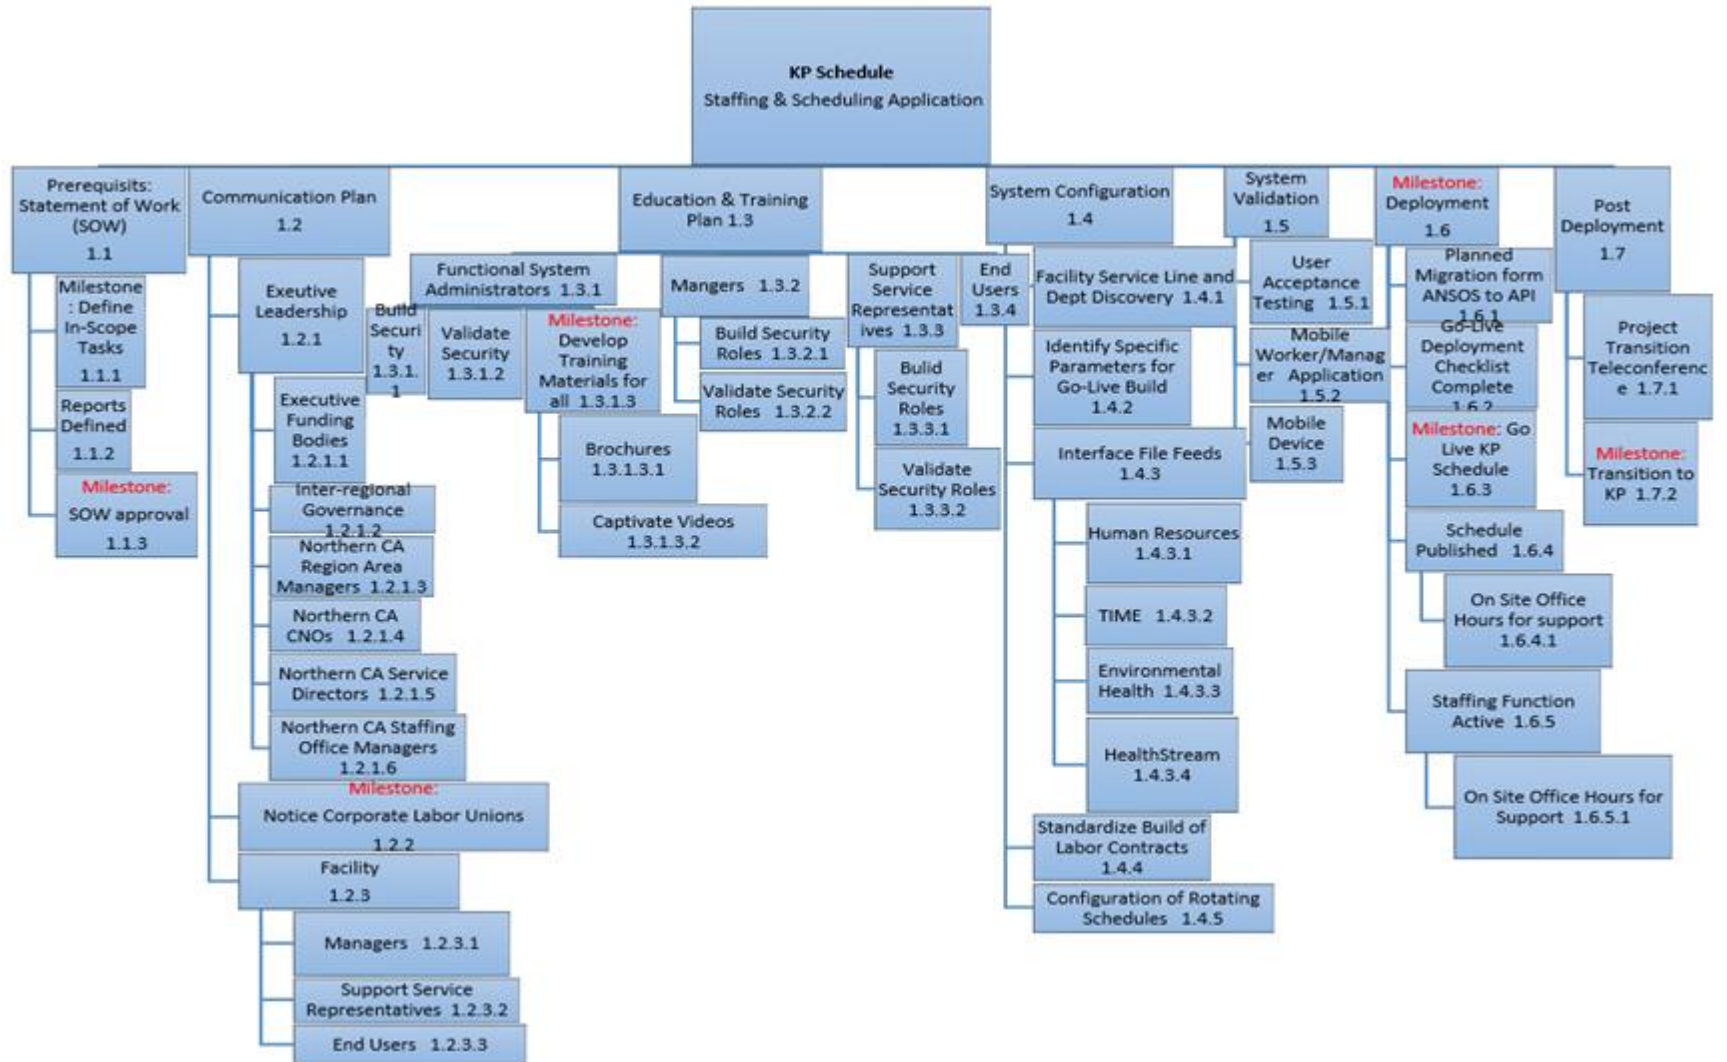 KP Schedule
Staffing & Scheduling Application
Prerequisits:
Statement of Work
(SOW)
1.1
Milestone
: Define
In-Scope
Tasks
1.1.1
Reports
Defined
1.1.2
Milestone:
SOW approval
1.1.3
Communication Plan
1.2
Exeutive
Leadership
1.2.1
Executive
Funding
Bodies
1.2.1.1
Inter-regional
Governance
1.2.1.2
Northern CA
Region Area
Managers 1.2.1.3
Northern CA
CNOs 1.2.1.4
Northern CA Service
Directors 1.2.1.5
Northern CA Staffing
Office Managers
1.2.1.6
Milestone:
Notice Corporate Labor Unions
1.2.2
Facility
1.2.3
Managers 1.2.3.1
Support Service
Representatives 1.2.3.2
End Users 1.2.3.3
Education & Training
Plan 1.3
Functional System
Administrators 1.3.1
Build
Securi
ty
1.3.1.
1
Validate
Security
1.3.1.2
Milestone:
Develop
Training
Materials for
all 1.3.1.3
Brochures
1.3.1.3.1
Captivate Videos
1.3.1.3.2
Mangers 1.3.2
Build Security
Roles 1.3.2.1
Validate Security
Roles 1.3.2.2
Support
Service
Representat
ives 1.3.3
Bulid
Security
Roles
1.3.3.1
Validate
Security Roles
1.3.3.2
End
Users
1.3.4
System Configuration
1.4
Facility Service Line and
Dept Discovery 1.4.1
Identify Specific
Parameters for
Go-Live Build
1.4.2
Interface File Feeds
1.4.3
Human Resources
1.4.3.1
TIME 1.4.3.2
Environmental
Health 1.4.3.3
HealthStream
1.4.3.4
Standardize Build of
Labor Contracts
1.4.4
Configuration of Rotating
Schedules 1.4.5
System
Validation
1.5
User
Acceptance
Testing 1.5.1
Mobile
Worker/Manag
er Application
1.5.2
Mobile
Device
1.5.3
Milestone:
Deployment
1.6
Planned
Migration form
ANSOS to API
1.6.1
Go-Live
Deployment
Checklist
Complete
1.6.2
Milestone: Go
Live KP
Schedule
1.6.3
Schedule
Published 1.6.4
On Site Office
Hours for support
1.6.4.1
Staffing Function
Active 1.6.5
On Site Office Hours for
Support 1.6.5.1
Post
Deployment
1.7
Project
Transition
Teleconferenc
e 1.7.1
Milestone:
Transition to
KP 1.7.2